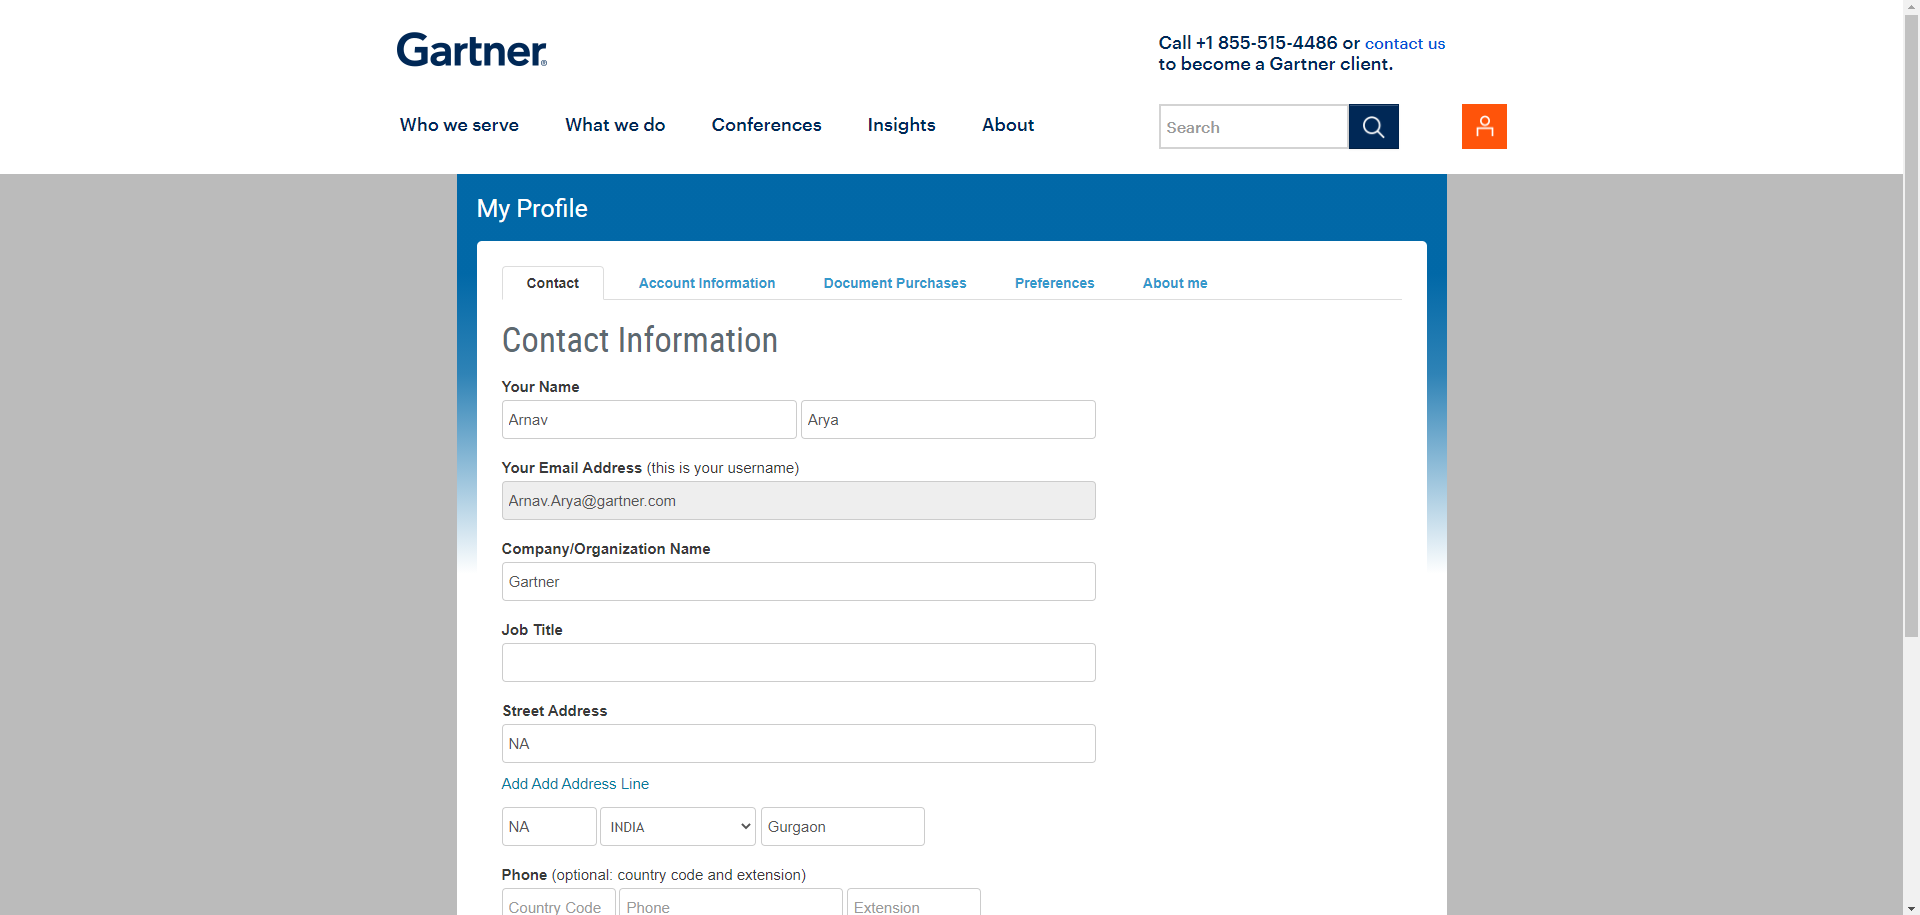 Gartner®
Call +1 855-515-4486 or contact us
to become a Gartner client.
Who we serve
What we do
Conferences
Insights
About
Search
My Profile
Contact
Account Information
Document Purchases
Preferences
About me
Contact Information
Your Name
Arnav
Arya
Your Email Address (this is your username)
Arnav.Arya@gartner.com
Company/Organization Name
Gartner
Job Title
Street Address
NA
Add Add Address Line
NA
INDIA
Gurgaon
Phone (optional: country code and extension)
Country Code
Phone
Extension